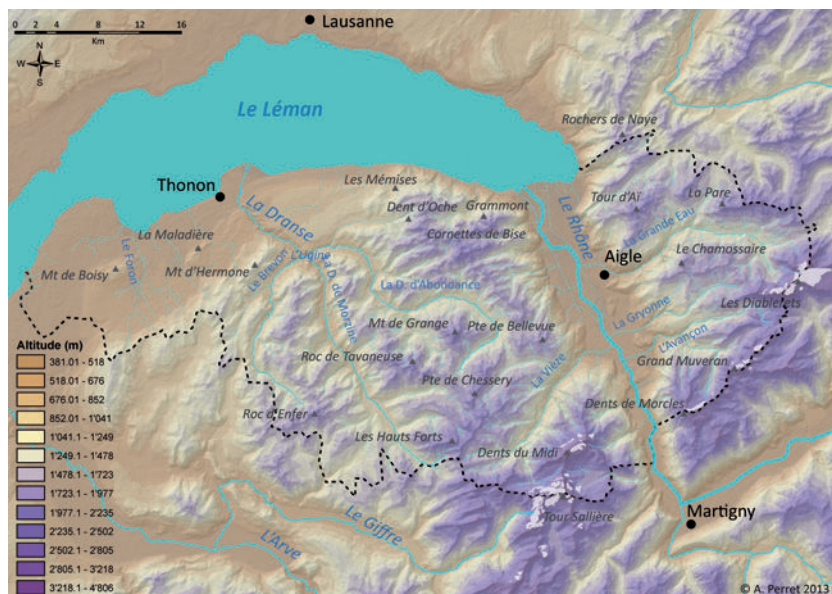 0 4 8 12 16
Km
N
W E
S
Lausanne
Le Léman
Rochers de Naye
Thonon
Les Mémises
La Dranse
Dent d'Oche
Grammont
Cornettes de Bise
Le Rhône
Tour d'Aï
La Pare
La Grande Eau
La Maladière
Le Foron
Mt de Boisy
Mt d'Hermone
Le Brevon
L'Ugine
La D. de Morzine
La D. d'Abondance
Aigle
Le Chamossaire
Les Diablerets
La Gryonne
L'Avançon
Mt de Grange
Pte de Bellevue
Roc de Tavaneuse
La Vièze
Grand Muveran
Pte de Chessery
Dents de Morcles
Roc d'Enfer
Les Hauts Forts
Dents du Midi
Tour Sallière
Le Giffre
L'Arve
Martigny
Altitude (m)
381.01 - 518
518.01 - 676
676.01 - 852
852.01 - 1'041
1'041.1 - 1'249
1'249.1 - 1'478
1'478.1 - 1'723
1'723.1 - 1'977
1'977.1 - 2'235
2'235.1 - 2'502
2'502.1 - 2'805
2'805.1 - 3'218
3'218.1 - 4'806
© A. Perret 2013